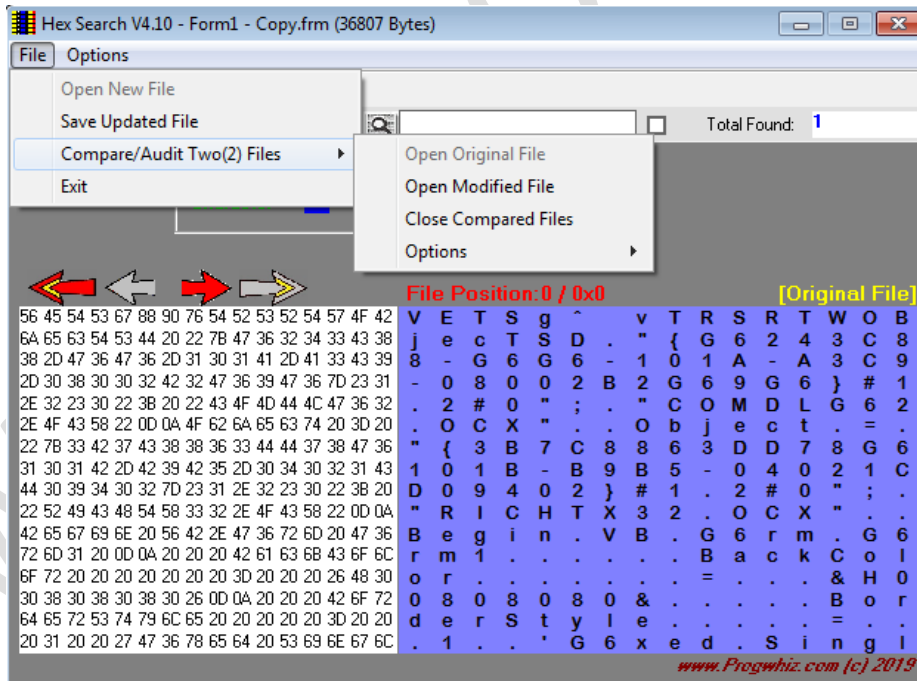 Hex Search V4.10 - Form1 - Copy.frm (36807 Bytes)
File Options
Open New File
Save Updated File
Compare/Audit Two(2) Files
Exit
Total Found: 1
Open Original File
Open Modified File
Close Compared Files
Options
File Position:0 / 0x0 [Original File]
56 45 54 53 67 88 90 76 54 52 53 52 54 57 4F 42 V E T S g ˆ . v T R S R T W O B
6A 65 63 54 53 44 20 22 7B 47 36 32 34 33 43 38 j e c T S D . " { G 6 2 4 3 C 8
38 2D 47 36 47 36 2D 31 30 31 41 2D 41 33 43 39 8 - G 6 G 6 - 1 0 1 A - A 3 C 9
2D 30 38 30 30 32 42 32 47 36 39 47 36 7D 23 31 - 0 8 0 0 2 B 2 G 6 9 G 6 } # 1
2E 32 23 30 22 3B 20 22 43 4F 4D 44 4C 47 36 32 . 2 # 0 " ; . " C O M D L G 6 2
2E 4F 43 58 22 0D 0A 4F 62 6A 65 63 74 20 3D 20 . O C X " . . O b j e c t . = .
22 7B 33 42 37 43 38 38 36 33 44 44 37 38 47 36 " { 3 B 7 C 8 8 6 3 D D 7 8 G 6
31 30 31 42 2D 42 39 42 35 2D 30 34 30 32 31 43 1 0 1 B - B 9 B 5 - 0 4 0 2 1 C
44 30 39 34 30 32 7D 23 31 2E 32 23 30 22 3B 20 D 0 9 4 0 2 } # 1 . 2 # 0 " ; .
22 52 49 43 48 54 58 33 32 2E 4F 43 58 22 0D 0A " R I C H T X 3 2 . O C X " . .
42 65 67 69 6E 20 56 42 2E 47 36 72 6D 20 47 36 B e g i n . V B . G 6 r m . G 6
72 6D 31 20 0D 0A 20 20 20 42 61 63 6B 43 6F 6C r m 1 . . . . . . B a c k C o l
6F 72 20 20 20 20 20 20 20 3D 20 20 20 26 48 30 o r . . . . . . . = . . . & H 0
30 38 30 38 30 38 30 26 0D 0A 20 20 20 42 6F 72 0 8 0 8 0 8 0 & . . . . . B o r
64 65 72 53 74 79 6C 65 20 20 20 20 20 3D 20 20 d e r S t y l e . . . . . = . .
20 31 20 20 27 47 36 78 65 64 20 53 69 6E 67 6C . 1 . . ' G 6 x e d . S i n g l
www.Progwhiz.com (c) 2019